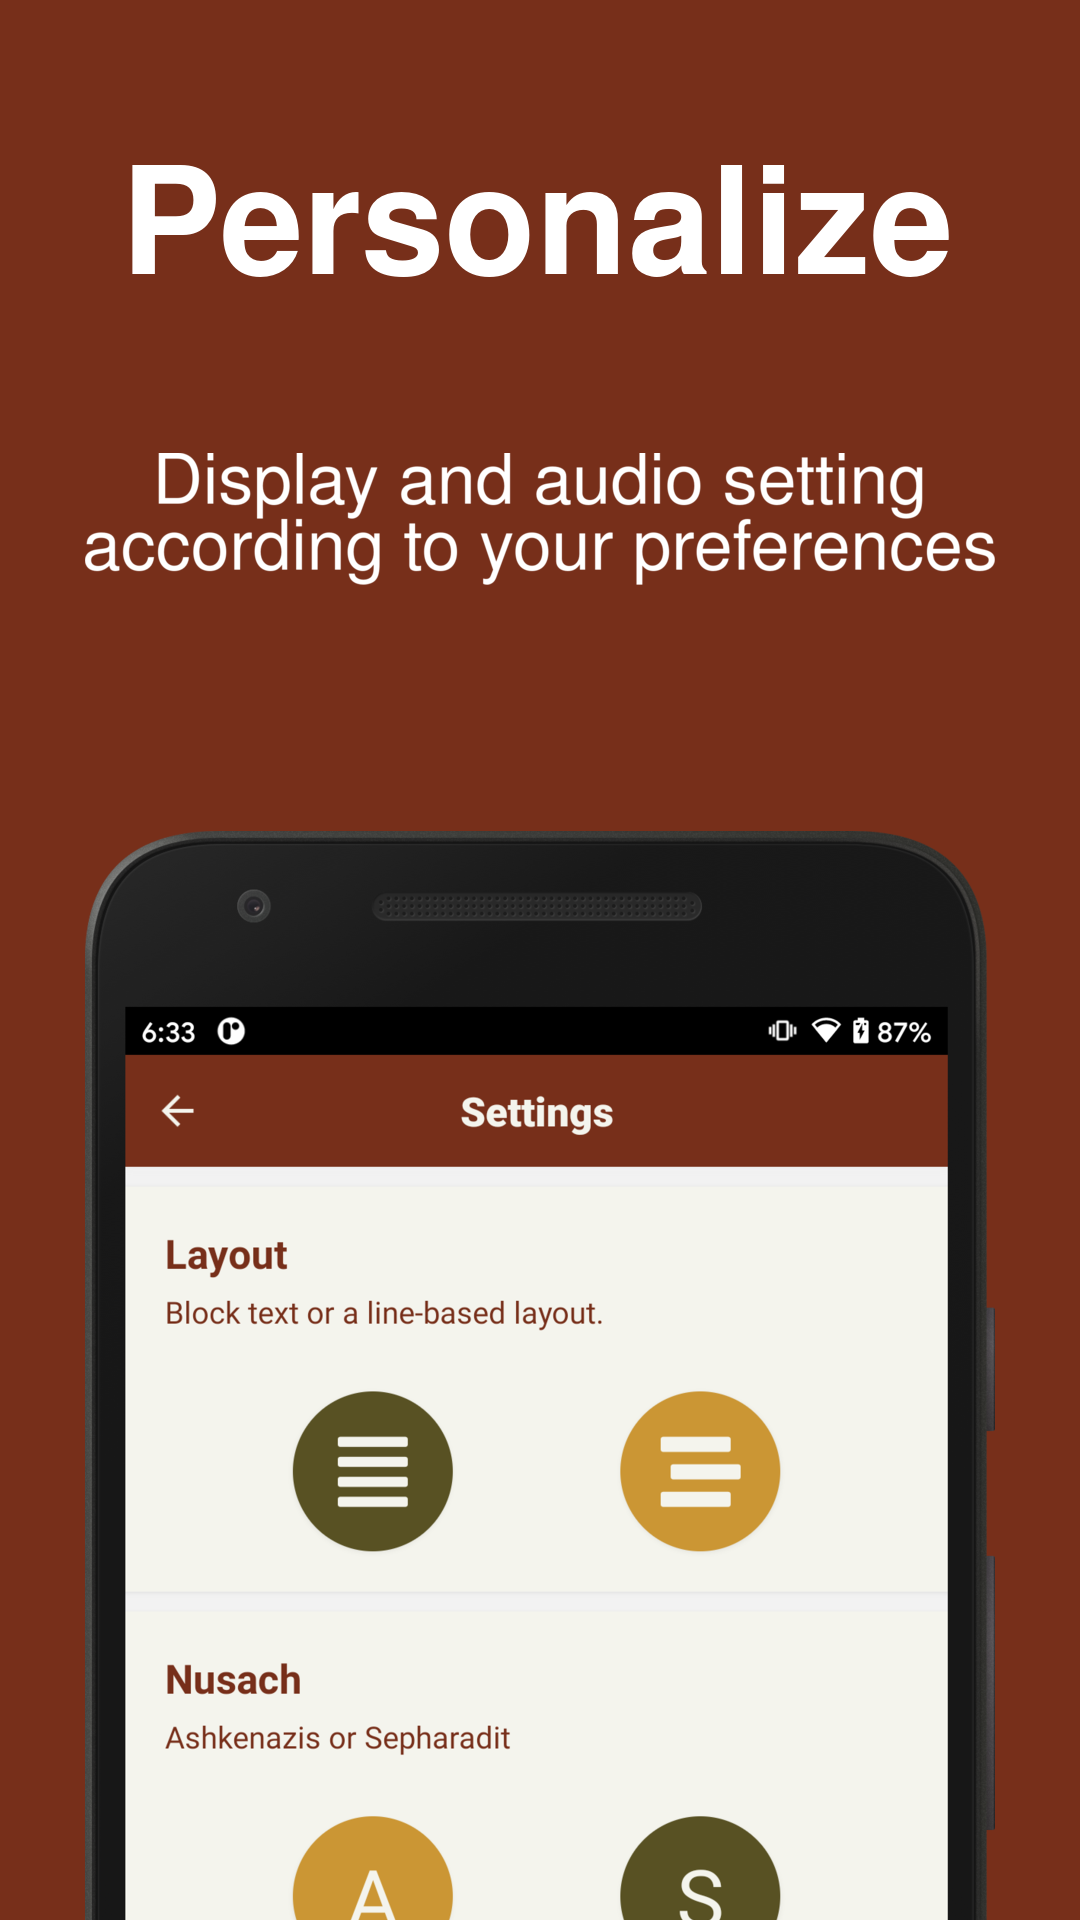 Personalize
Display and audio setting
according to your preferences
6:33
87%
Settings
Layout
Block text or a line-based layout.
Nusach
Ashkenazis or Sepharadit
A
S